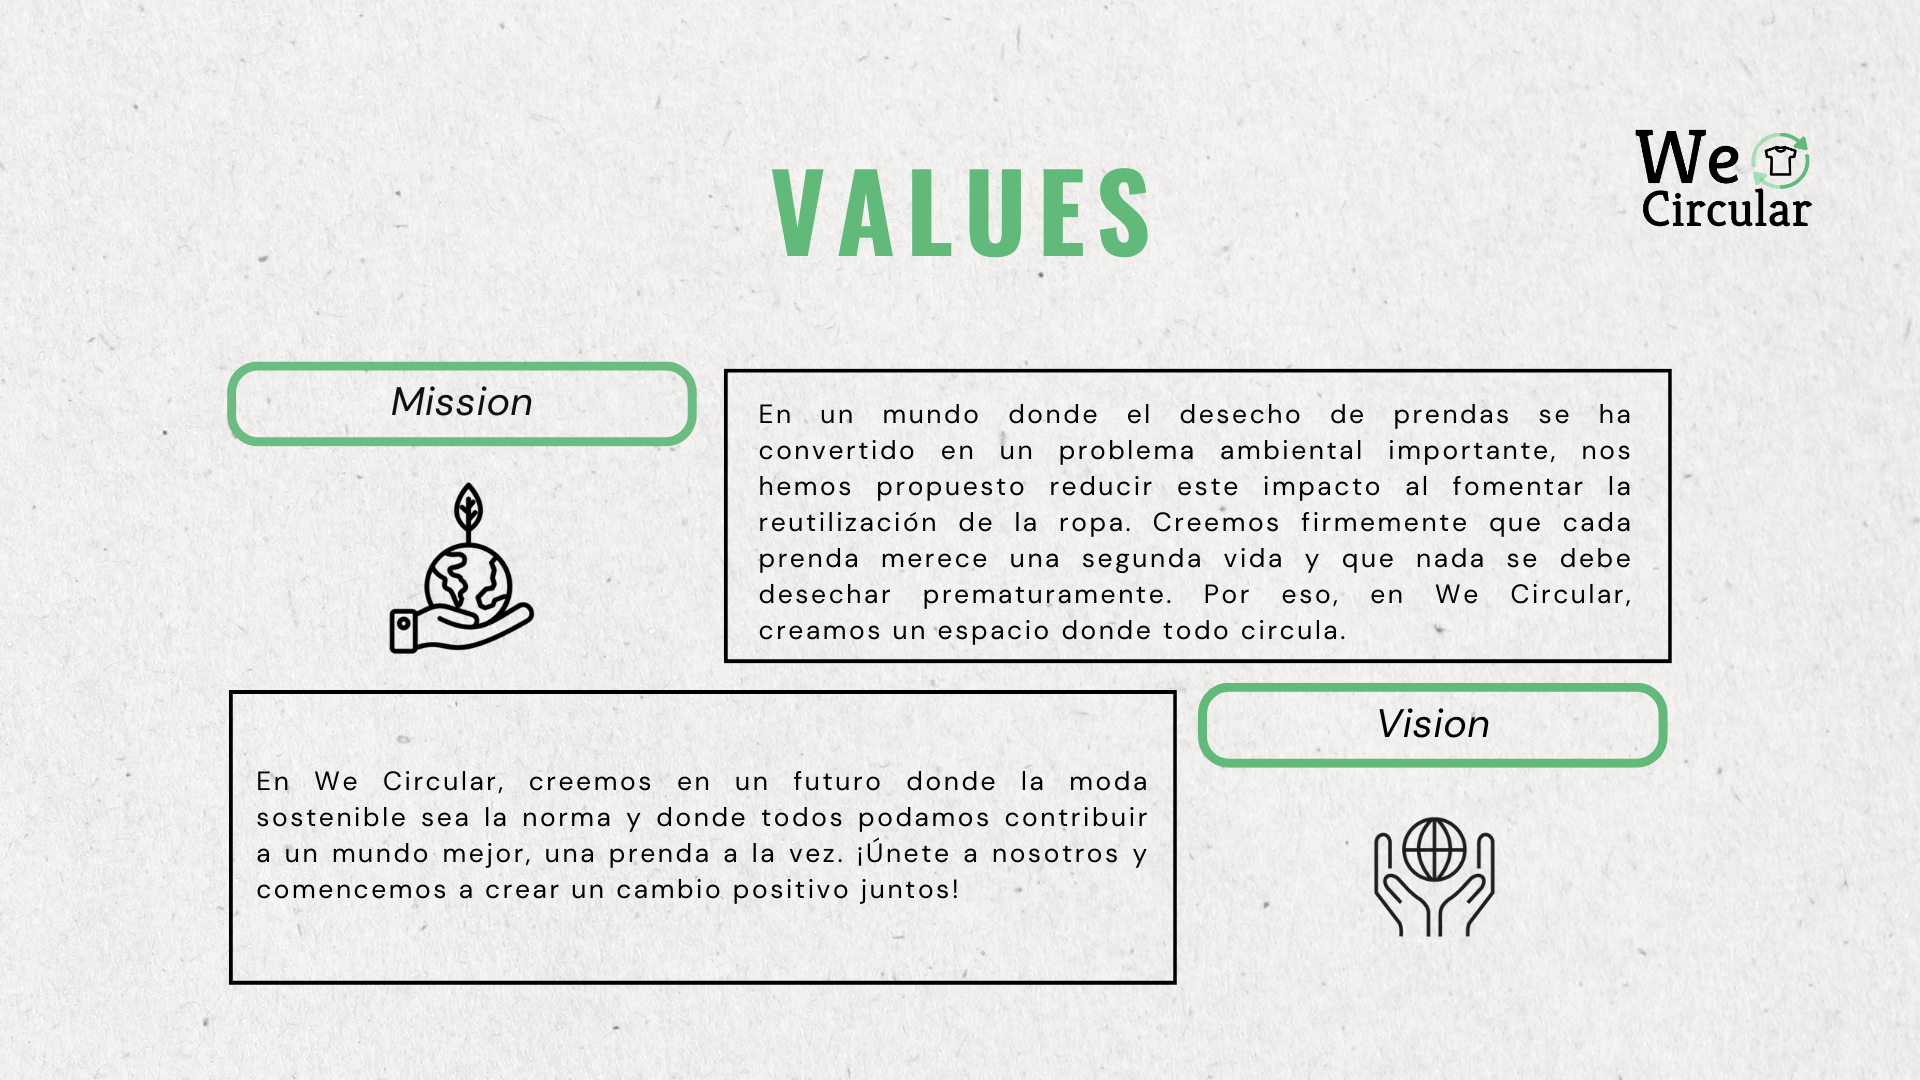 We
Circular
VALUES
Mission
En un mundo donde el desecho de prendas se ha
convertido en un problema ambiental importante, nos
hemos propuesto reducir este impacto al fomentar la
reutilización de la ropa. Creemos firmemente que cada
prenda merece una segunda vida y que nada se debe
desechar prematuramente. Por eso, en We Circular,
creamos un espacio donde todo circula.
Vision
En We Circular, creemos en un futuro donde la moda
sostenible sea la norma y donde todos podamos contribuir
a un mundo mejor, una prenda a la vez. ¡Únete a nosotros y
comencemos a crear un cambio positivo juntos!